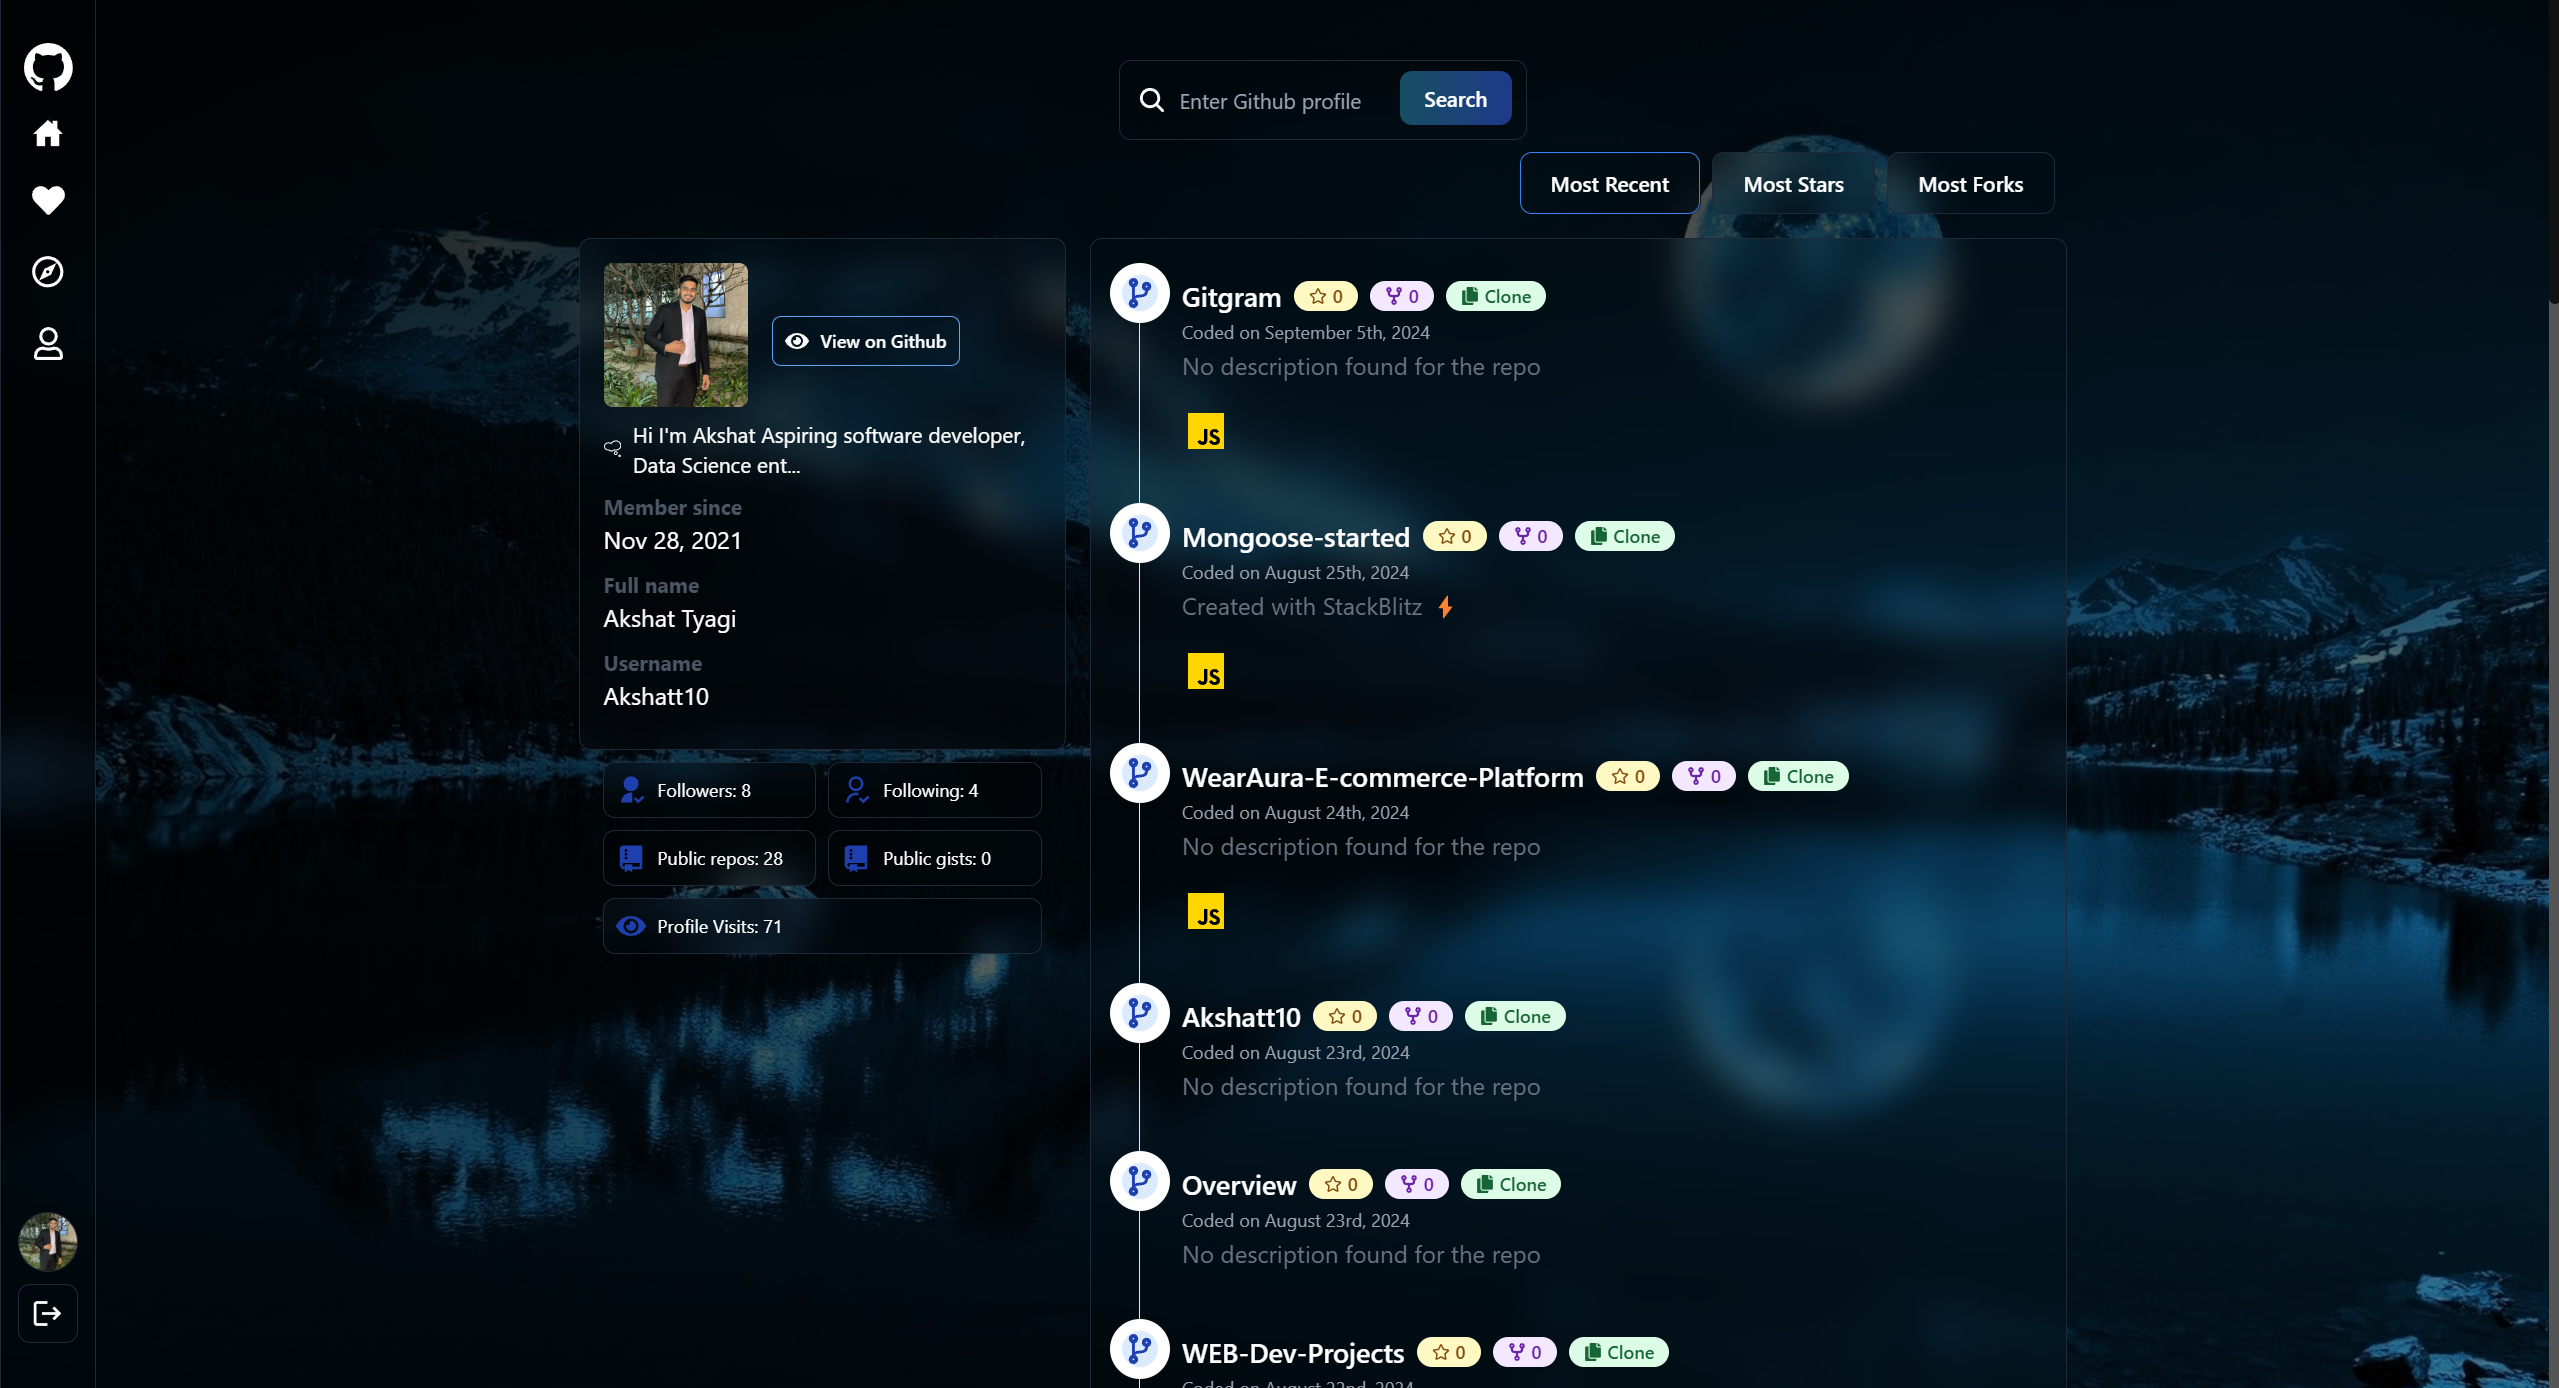 Enter Github profile
Search
Most Recent
Most Stars
Most Forks
View on Github
Hi I'm Akshat Aspiring software developer,
Data Science ent...
Member since
Nov 28, 2021
Full name
Akshat Tyagi
Username
Akshatt10
Followers: 8
Following: 4
Public repos: 28
Public gists: 0
Profile Visits: 71
Gitgram 0 0 Clone
Coded on September 5th, 2024
No description found for the repo
JS
Mongoose-started 0 0 Clone
Coded on August 25th, 2024
Created with StackBlitz ⚡
JS
WearAura-E-commerce-Platform 0 0 Clone
Coded on August 24th, 2024
No description found for the repo
JS
Akshatt10 0 0 Clone
Coded on August 23rd, 2024
No description found for the repo
Overview 0 0 Clone
Coded on August 23rd, 2024
No description found for the repo
WEB-Dev-Projects 0 0 Clone
Coded on August 22nd, 2024